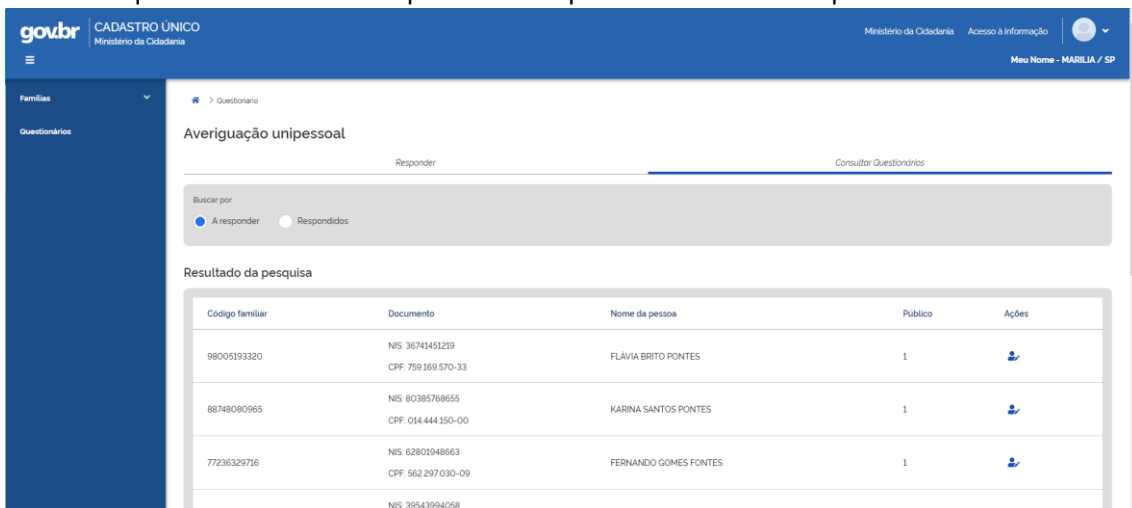 gov.br
CADASTRO ÚNICO
Ministério da Cidadania
Ministério da Cidadania Acesso à informação
Meu Nome - MARILIA / SP
Famílias
Questionários
> Questionario
Averiguação unipessoal
Responder Consultar Questionários
Buscar por
A responder Respondidos
Resultado da pesquisa
Código familiar Documento Nome da pessoa Público Ações
98005193320 NIS: 36741451219 FLÁVIA BRITO PONTES 1
CPF: 759.169.570-33
88748080965 NIS: 80385768655 KARINA SANTOS PONTES 1
CPF: 014.444.150-00
77236329716 NIS: 62801948663 FERNANDO GOMES FONTES 1
CPF: 562.297.030-09
NIS: 39543994058